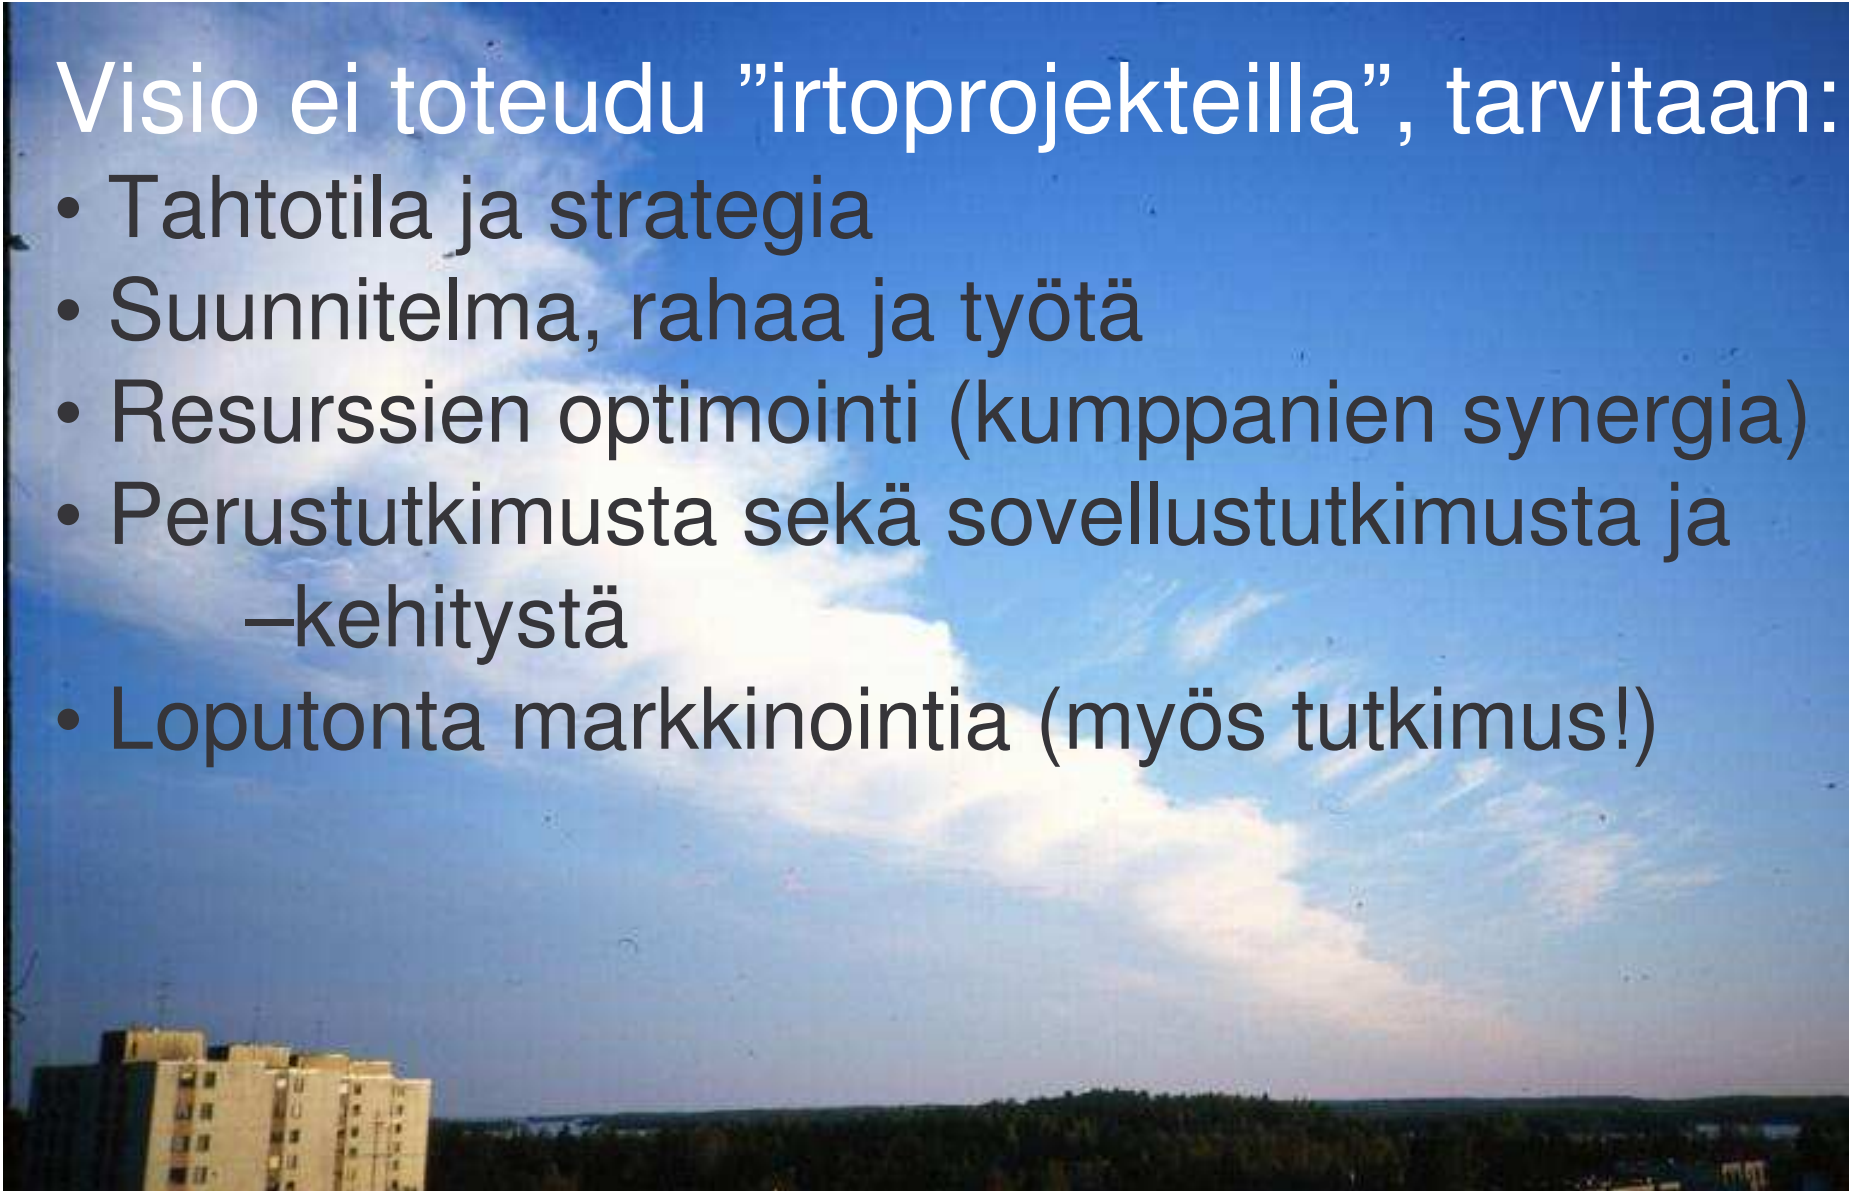 Visio ei toteudu ”irtoprojekteilla”, tarvitaan:
• Tahtotila ja strategia
• Suunnitelma, rahaa ja työtä
• Resurssien optimointi (kumppanien synergia)
• Perustutkimusta sekä sovellustutkimusta ja
–kehitystä
• Loputonta markkinointia (myös tutkimus!)